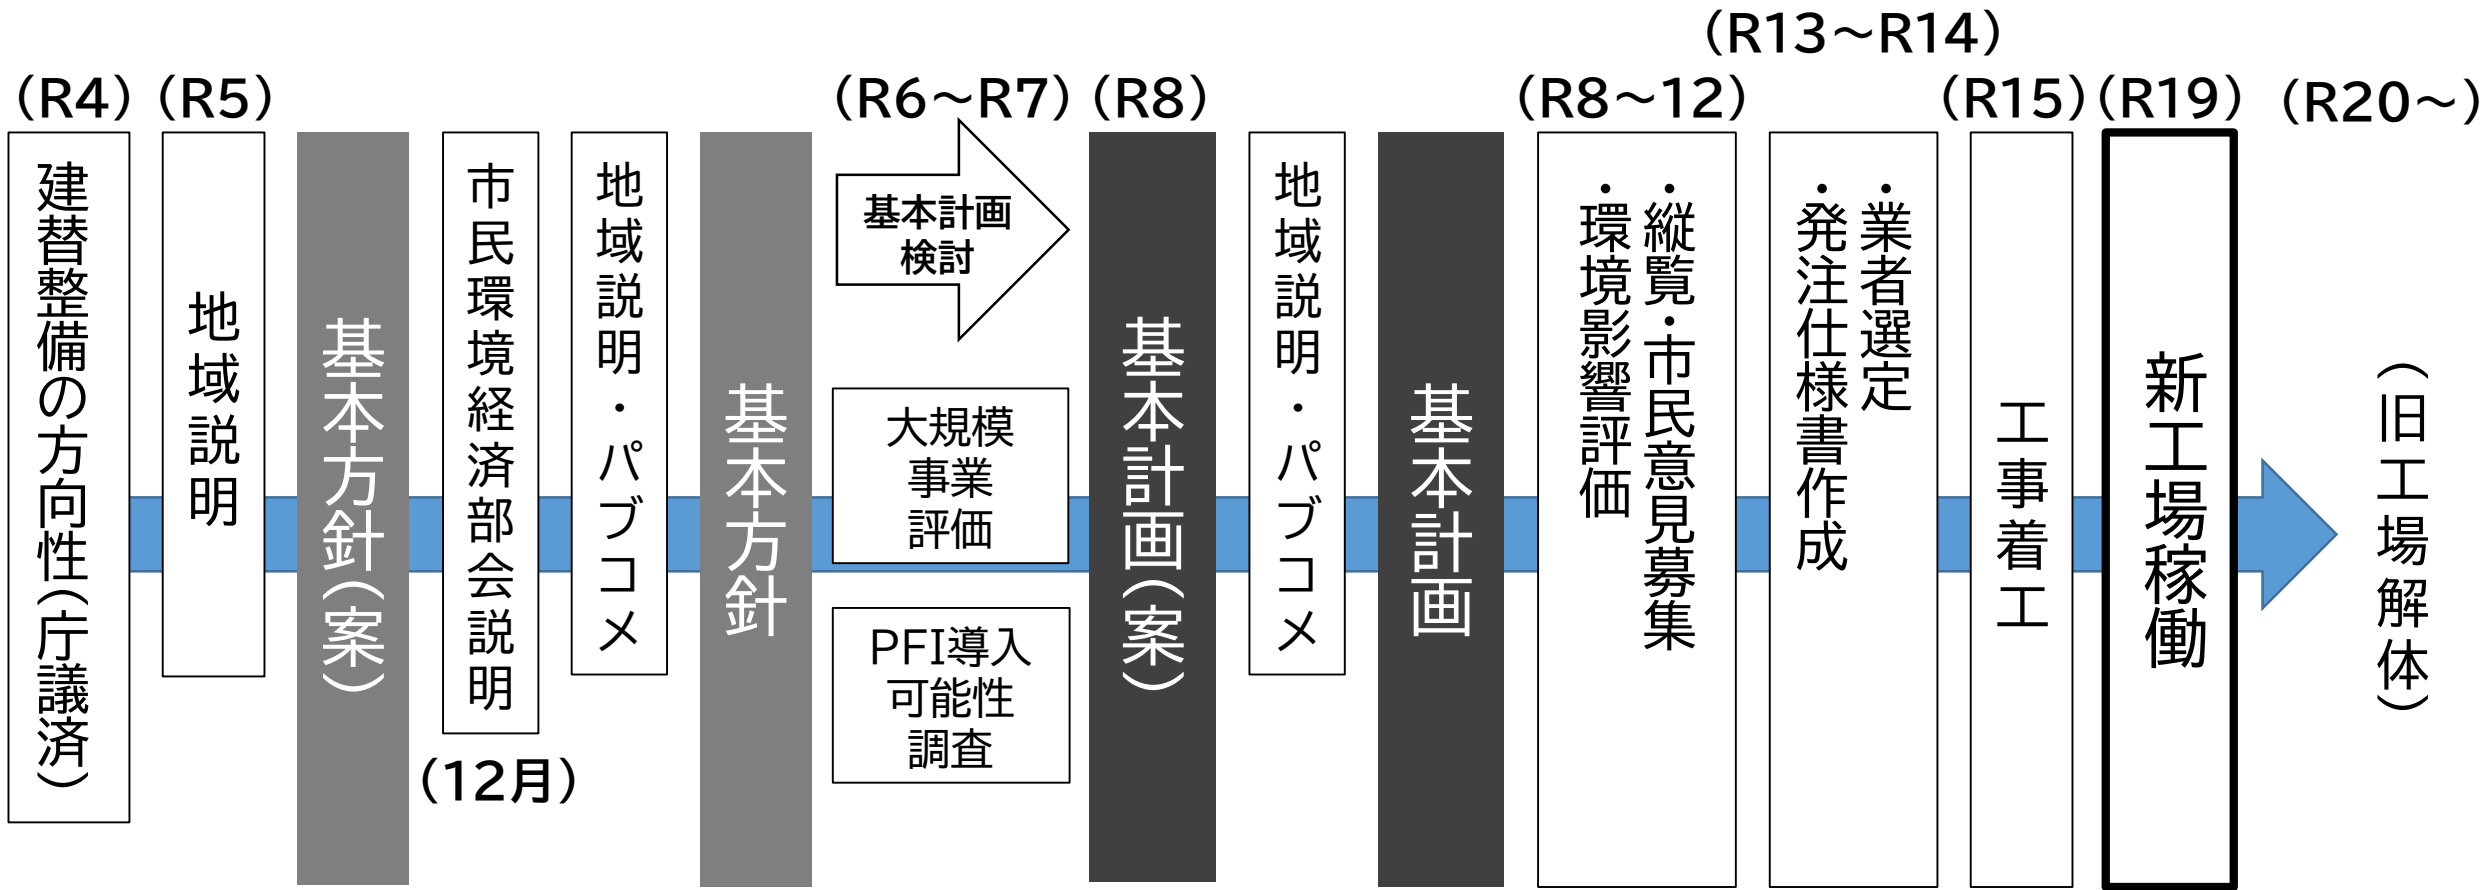 (R4)
建替整備の方向性(庁議済)
(R5)
地域説明
基本方針(案)
市民環境経済部会説明
(12月)
地域説明・パブコメ
基本方針
(R6～R7)
基本計画
検討
大規模
事業
評価
PFI導入
可能性
調査
(R8)
基本計画(案)
地域説明・パブコメ
基本計画
(R8～12)
・縦覧・市民意見募集
・環境影響評価
(R13～R14)
・業者選定
・発注仕様書作成
(R15)
工事着工
(R19)
新工場稼働
(R20～)
(旧工場解体)